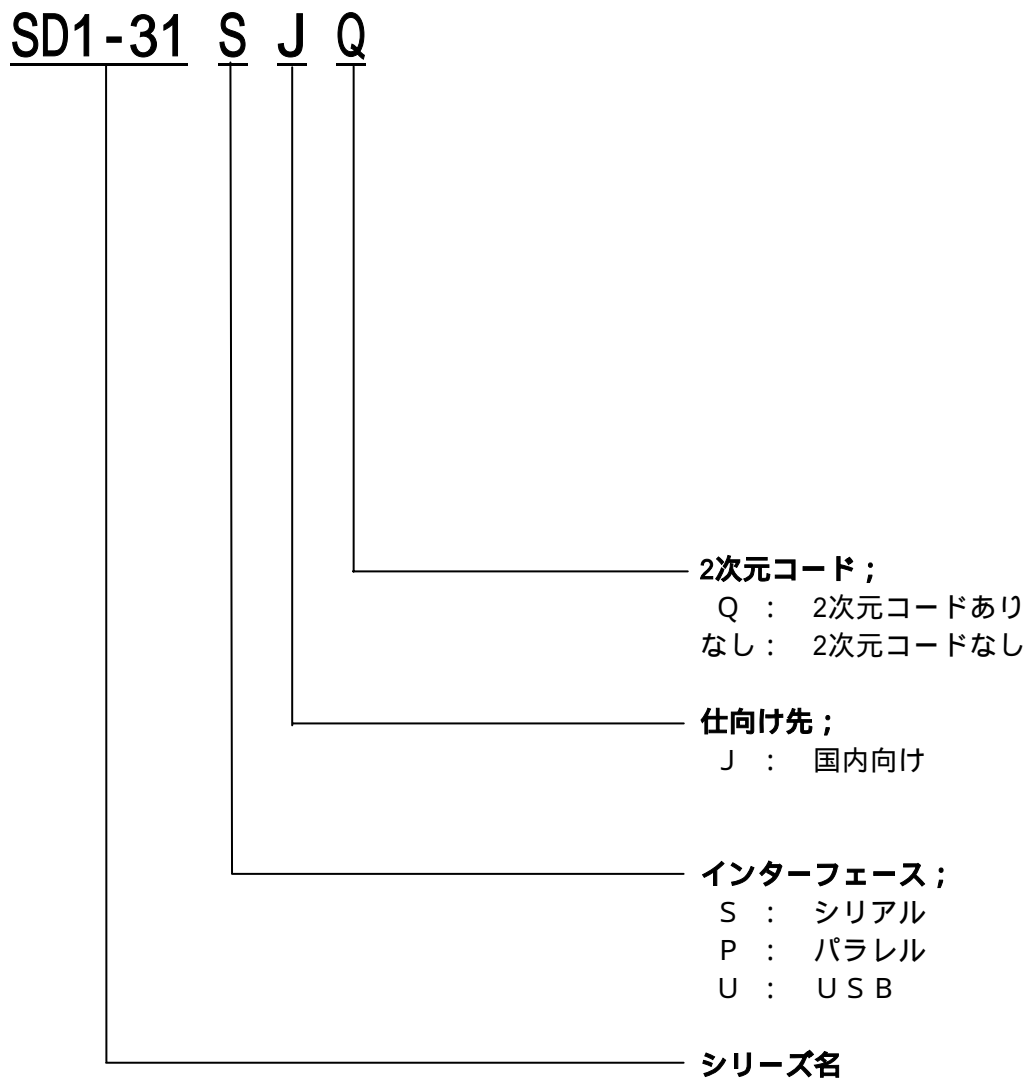 SD1-31 S J Q
2次元コード；
Q ： 2次元コードあり
なし： 2次元コードなし
仕向け先；
J ： 国内向け
インターフェース；
S ： シリアル
P ： パラレル
U ： ＵＳＢ
シリーズ名